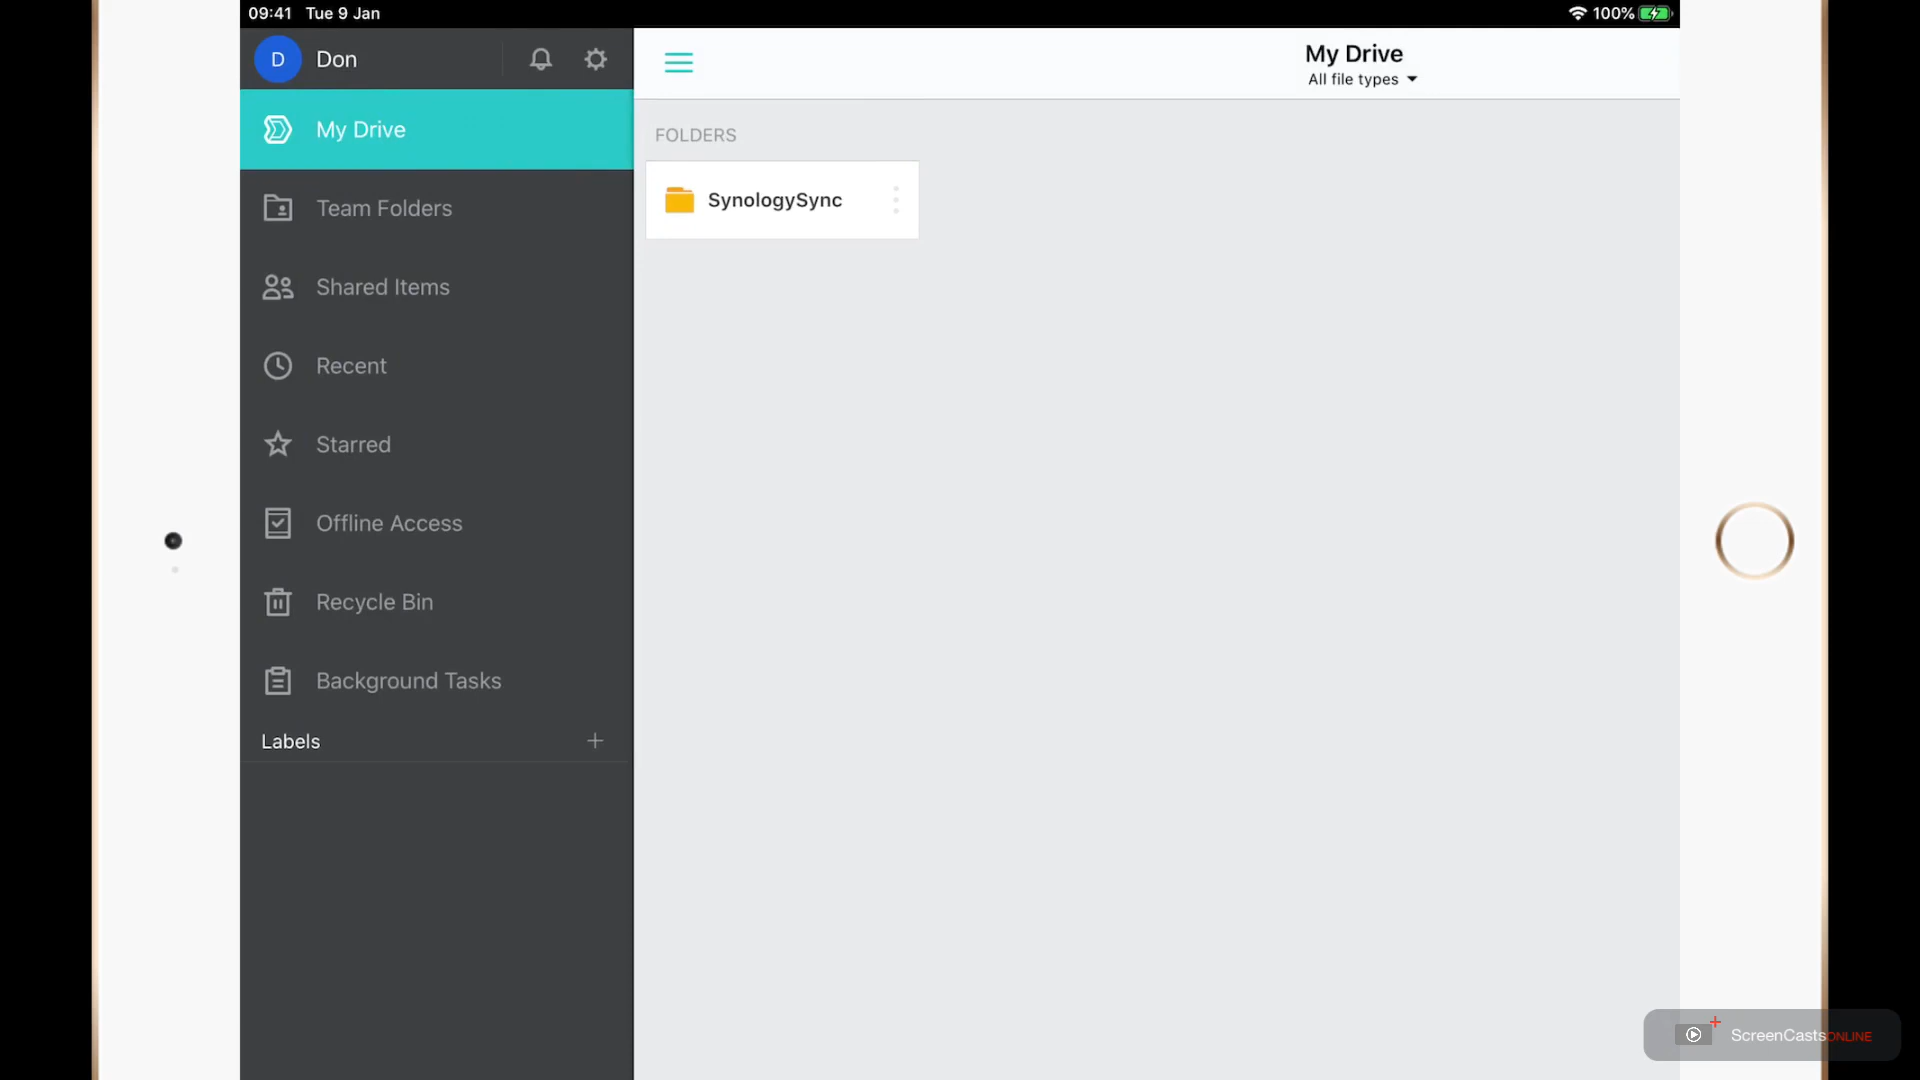 09:41 Tue 9 Jan
100%
D
Don
My Drive
Team Folders
Shared Items
Recent
Starred
Offline Access
Recycle Bin
Background Tasks
Labels
My Drive
All file types
FOLDERS
SynologySync
ScreenCastsONLINE